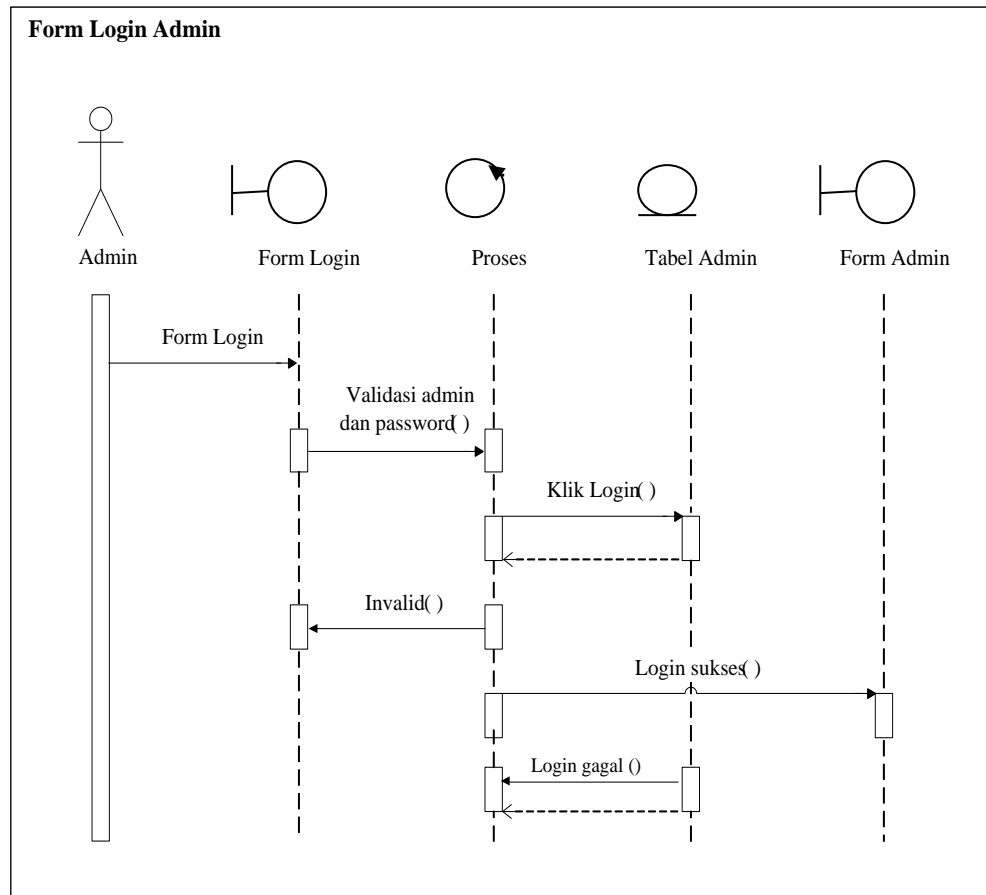 Form Login Admin
Admin
Form Login
Proses
Tabel Admin
Form Admin
Form Login
Validasi admin
dan password( )
Klik Login( )
Invalid( )
Login sukses( )
Login gagal ()